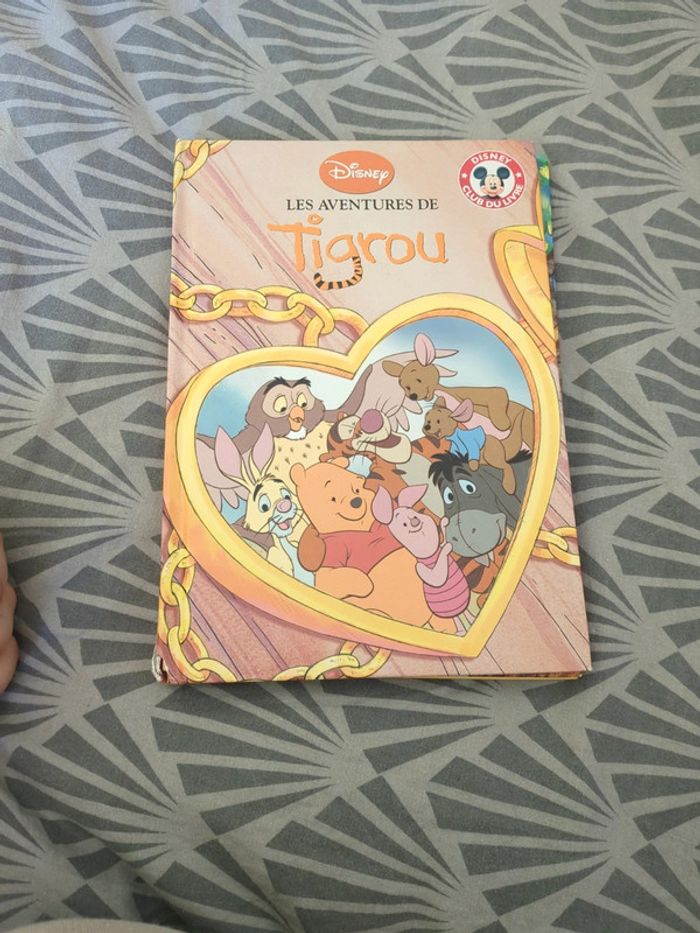 Disney
DISNEY
CLUB DU LIVRE
LES AVENTURES DE
Tigrou